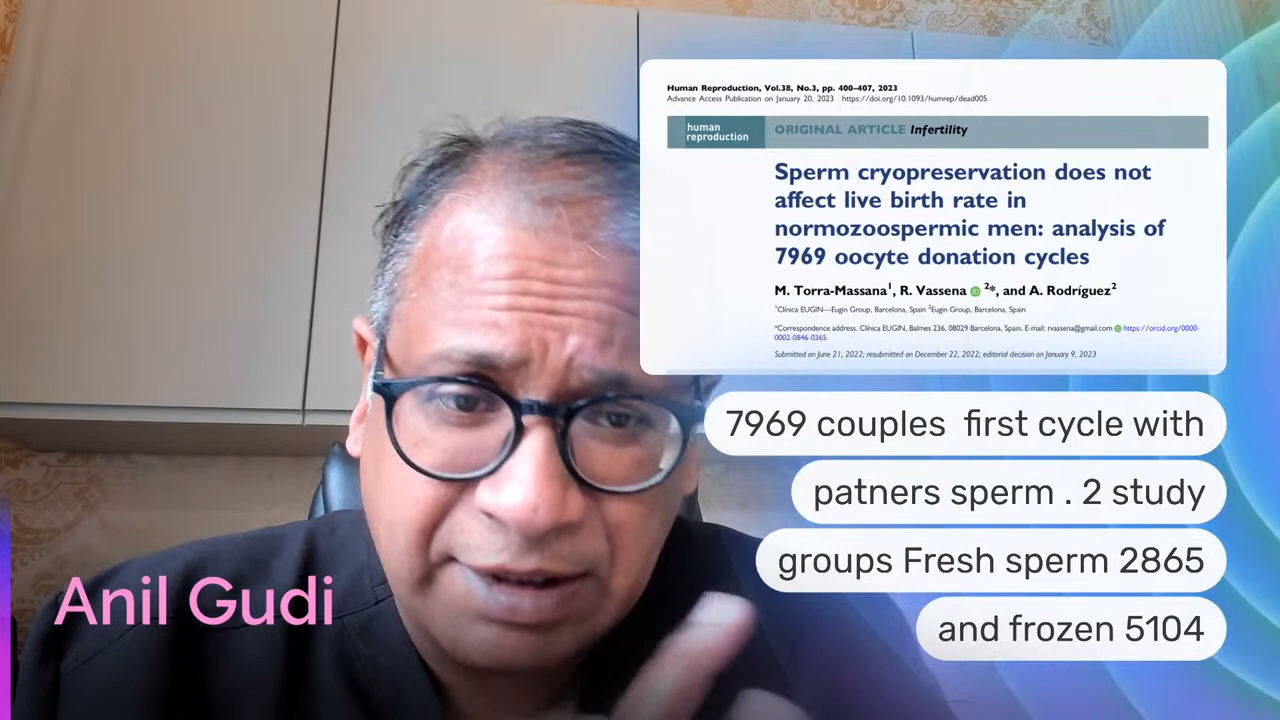 Human Reproduction, Vol.38, No.3, pp. 400–407, 2023
Advance Access Publication on January 20, 2023 https://doi.org/10.1093/humrep/dead005
human
reproduction
ORIGINAL ARTICLE Infertility
Sperm cryopreservation does not
affect live birth rate in
normozoospermic men: analysis of
7969 oocyte donation cycles
M. Torra-Massana1, R. Vassena 2*, and A. Rodríguez2
1Clínica EUGIN—Eugin Group, Barcelona, Spain 2Eugin Group, Barcelona, Spain
*Correspondence address. Clínica EUGIN, Balmes 236, 08029 Barcelona, Spain. E-mail: rvassena@gmail.com https://orcid.org/0000-
0002-0846-0365
Submitted on June 21, 2022; resubmitted on December 22, 2022; editorial decision on January 9, 2023
7969 couples first cycle with
patners sperm . 2 study
groups Fresh sperm 2865
and frozen 5104
Anil Gudi